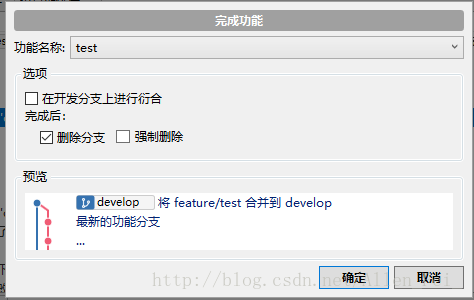 完成功能
功能名称: test
选项
在开发分支上进行衍合
完成后：
删除分支 强制删除
预览
develop 将 feature/test 合并到 develop
最新的功能分支
...
确定 取消
http://blog.csdn.net/